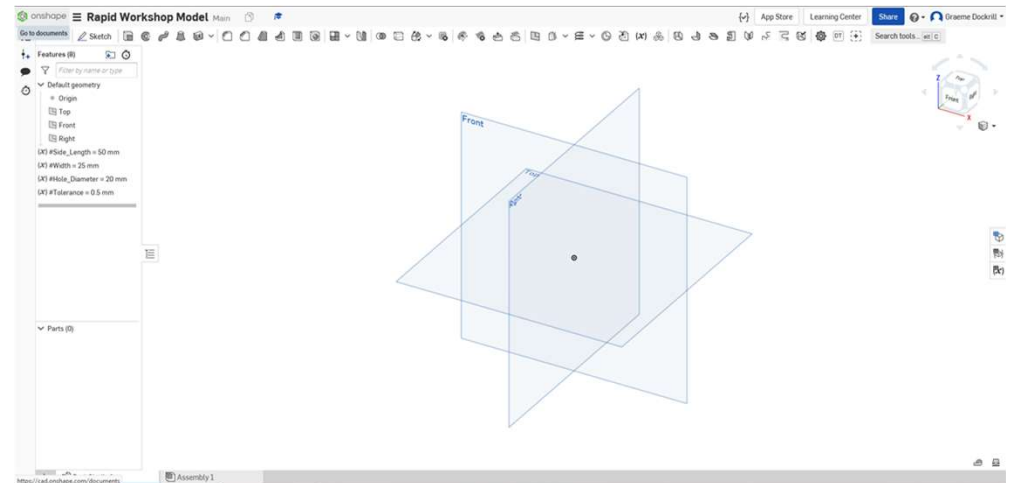 onshape Rapid Workshop Model Main App Store Learning Center Share Graeme Dockrill
Go to documents Sketch Search tools...
Features (8)
Filter by name or type
Default geometry
Origin
Top
Front
Right
(x) #Side_Length = 50 mm
(x) #Width = 25 mm
(x) #Hole_Diameter = 20 mm
(x) #Tolerance = 0.5 mm
Parts (0)
Front
Top
Right
Z
Top
Front
Right
X
Assembly 1
https://cad.onshape.com/documents